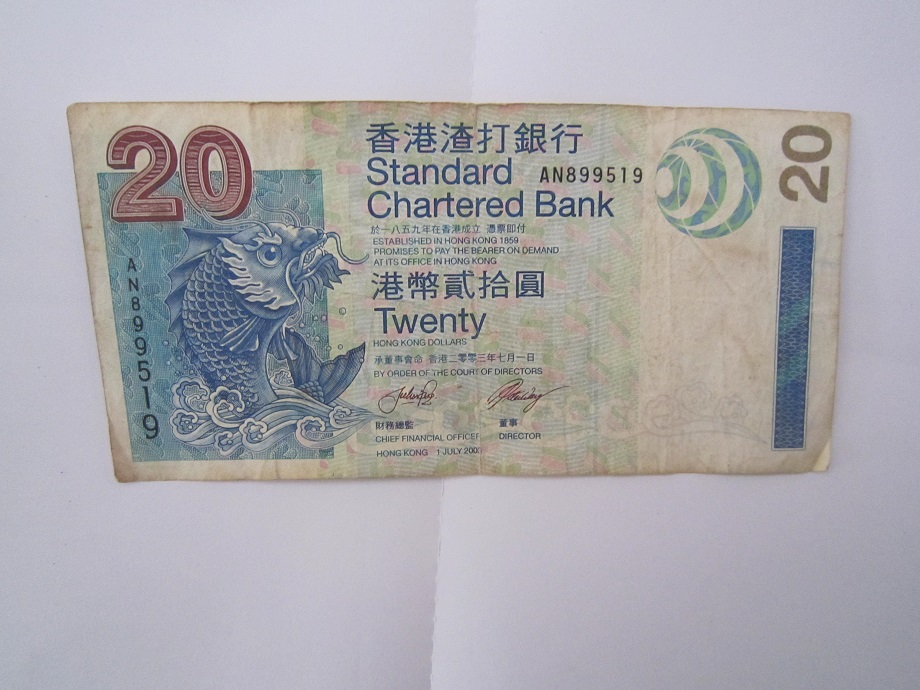 20
香港渣打銀行
Standard
Chartered Bank
AN899519
20
於一八五九年在香港成立 憑票即付
ESTABLISHED IN HONG KONG 1859
PROMISES TO PAY THE BEARER ON DEMAND
AT ITS OFFICE IN HONG KONG
港幣貳拾圓
Twenty
HONG KONG DOLLARS
承董事會命 香港二零零三年七月一日
BY ORDER OF THE COURT OF DIRECTORS
財務總監 董事
CHIEF FINANCIAL OFFICER DIRECTOR
HONG KONG 1 JULY 2003
AN899519